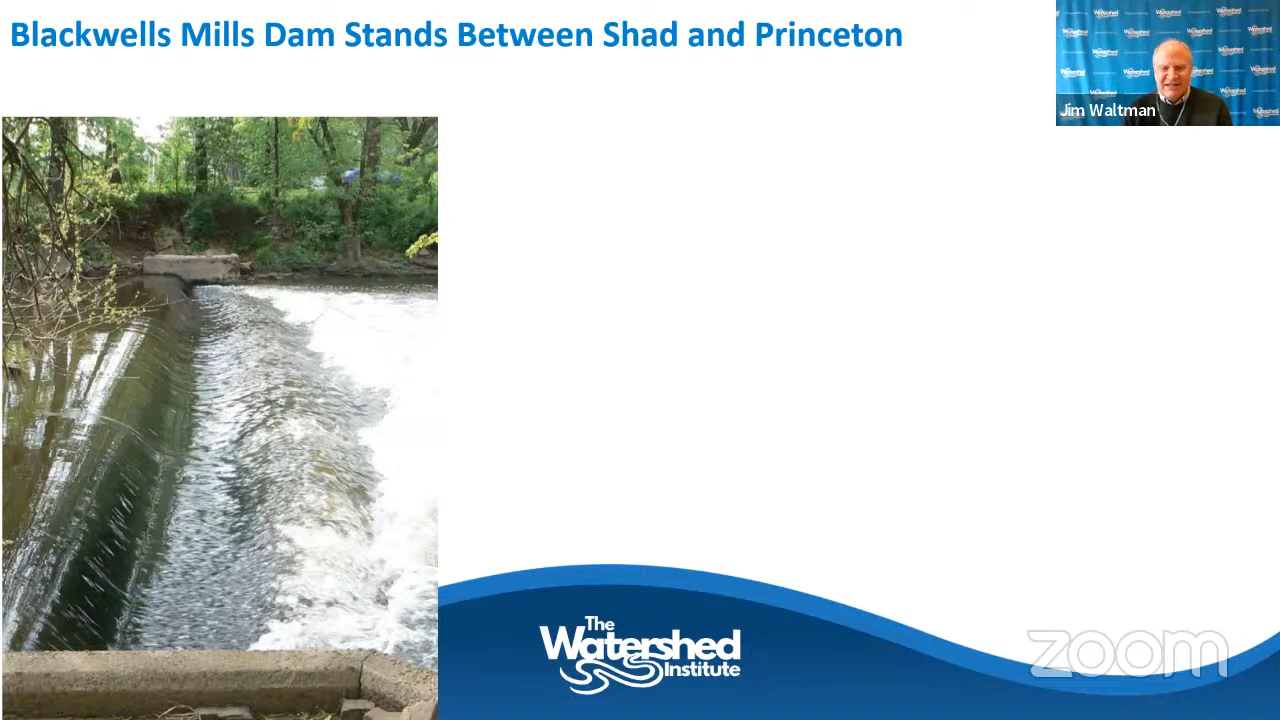 Blackwells Mills Dam Stands Between Shad and Princeton
Jim Waltman
The
Watershed
Institute
zoom